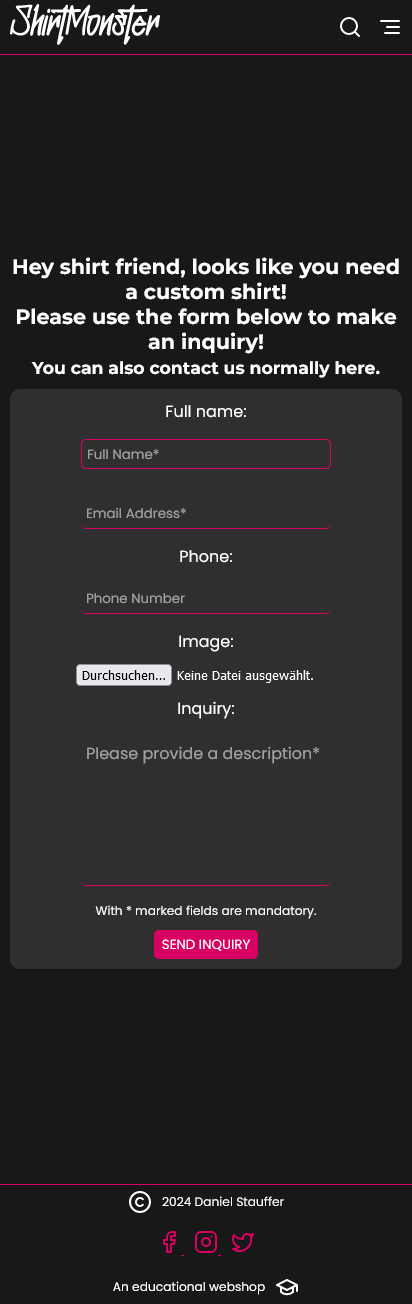 ShirtMonster
Hey shirt friend, looks like you need
a custom shirt!
Please use the form below to make
an inquiry!
You can also contact us normally here.
Full name:
Full Name*
Email Address*
Phone:
Phone Number
Image:
Durchsuchen... Keine Datei ausgewählt.
Inquiry:
Please provide a description*
With * marked fields are mandatory.
SEND INQUIRY
© 2024 Daniel Stauffer
An educational webshop